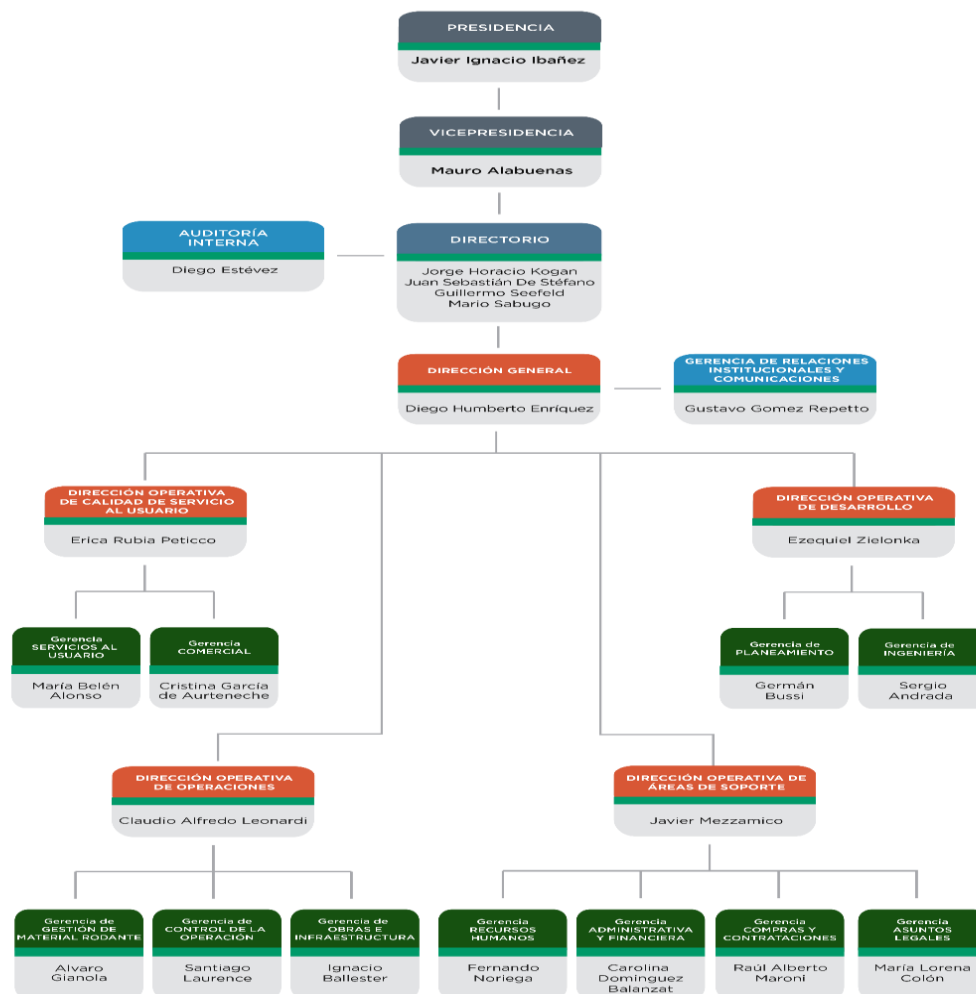 PRESIDENCIA
Javier Ignacio Ibañez
VICEPRESIDENCIA
Mauro Alabuenas
AUDITORÍA
INTERNA
Diego Estévez
DIRECTORIO
Jorge Horacio Kogan
Juan Sebastián De Stéfano
Guillermo Seefeld
Mario Sabugo
DIRECCIÓN GENERAL
Diego Humberto Enríquez
GERENCIA DE RELACIONES
INSTITUCIONALES Y
COMUNICACIONES
Gustavo Gomez Repetto
DIRECCIÓN OPERATIVA
DE CALIDAD DE SERVICIO
AL USUARIO
Erica Rubia Peticco
DIRECCIÓN OPERATIVA
DE DESARROLLO
Ezequiel Zielonka
Gerencia
SERVICIOS AL
USUARIO
María Belén
Alonso
Gerencia
COMERCIAL
Cristina García
de Aurteneche
Gerencia de
PLANEAMIENTO
Germán
Bussi
Gerencia de
INGENIERÍA
Sergio
Andrada
DIRECCIÓN OPERATIVA
DE OPERACIONES
Claudio Alfredo Leonardi
DIRECCIÓN OPERATIVA DE
ÁREAS DE SOPORTE
Javier Mezzamico
Gerencia de
GESTIÓN DE
MATERIAL RODANTE
Alvaro
Gianola
Gerencia de
CONTROL DE LA
OPERACIÓN
Santiago
Laurence
Gerencia de
OBRAS E
INFRAESTRUCTURA
Ignacio
Ballester
Gerencia
RECURSOS
HUMANOS
Fernando
Noriega
Gerencia
ADMINISTRATIVA
Y FINANCIERA
Carolina
Dominguez
Balanzat
Gerencia
COMPRAS Y
CONTRATACIONES
Raúl Alberto
Maroni
Gerencia
ASUNTOS
LEGALES
María Lorena
Colón